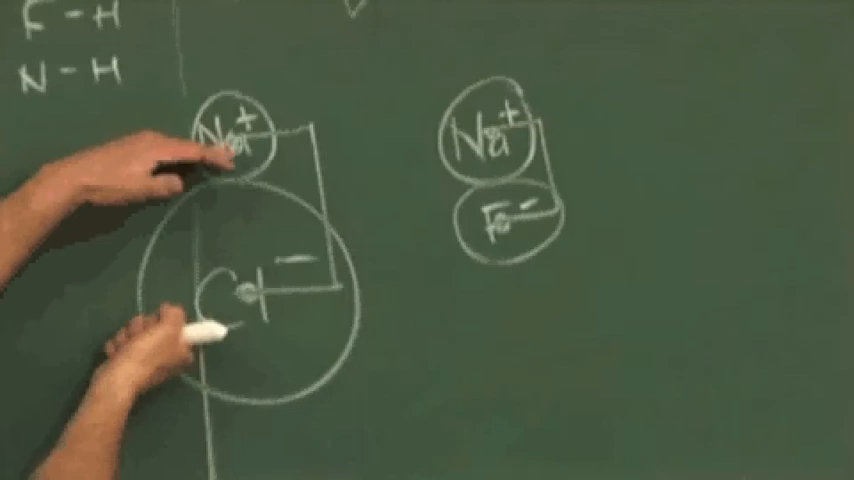 F - H
N - H
Na+
Cl -
Na+
F -